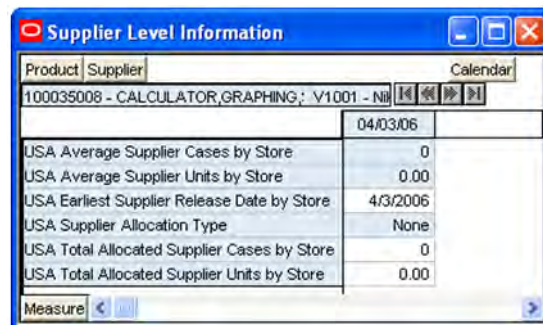 Supplier Level Information
Product Supplier Calendar
100035008 - CALCULATOR,GRAPHING,: V1001 - Nik
04/03/06
USA Average Supplier Cases by Store 0
USA Average Supplier Units by Store 0.00
USA Earliest Supplier Release Date by Store 4/3/2006
USA Supplier Allocation Type None
USA Total Allocated Supplier Cases by Store 0
USA Total Allocated Supplier Units by Store 0.00
Measure